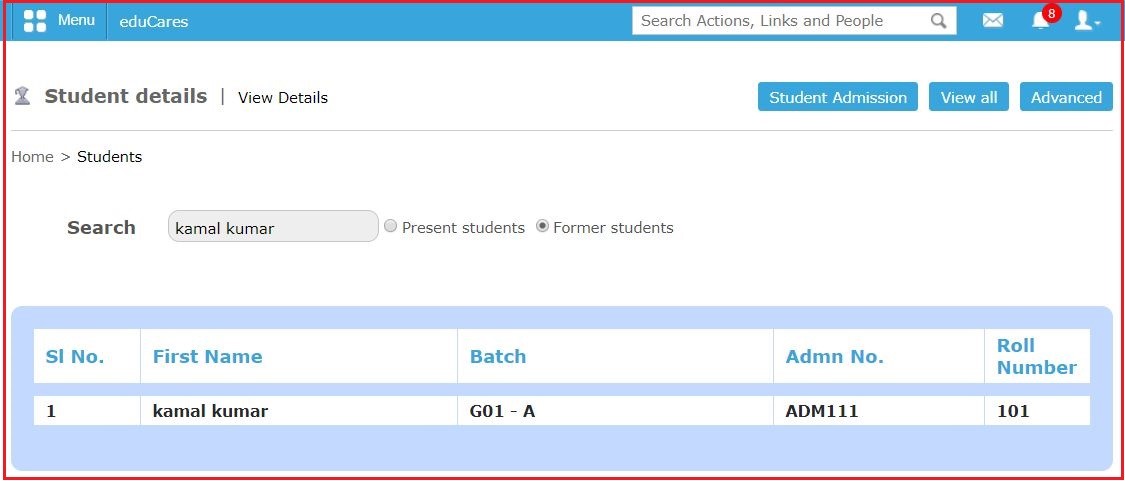 Menu eduCares Search Actions, Links and People 8
Student details | View Details Student Admission View all Advanced
Home > Students
Search kamal kumar Present students Former students
Sl No. First Name Batch Admn No. Roll Number
1 kamal kumar G01 - A ADM111 101